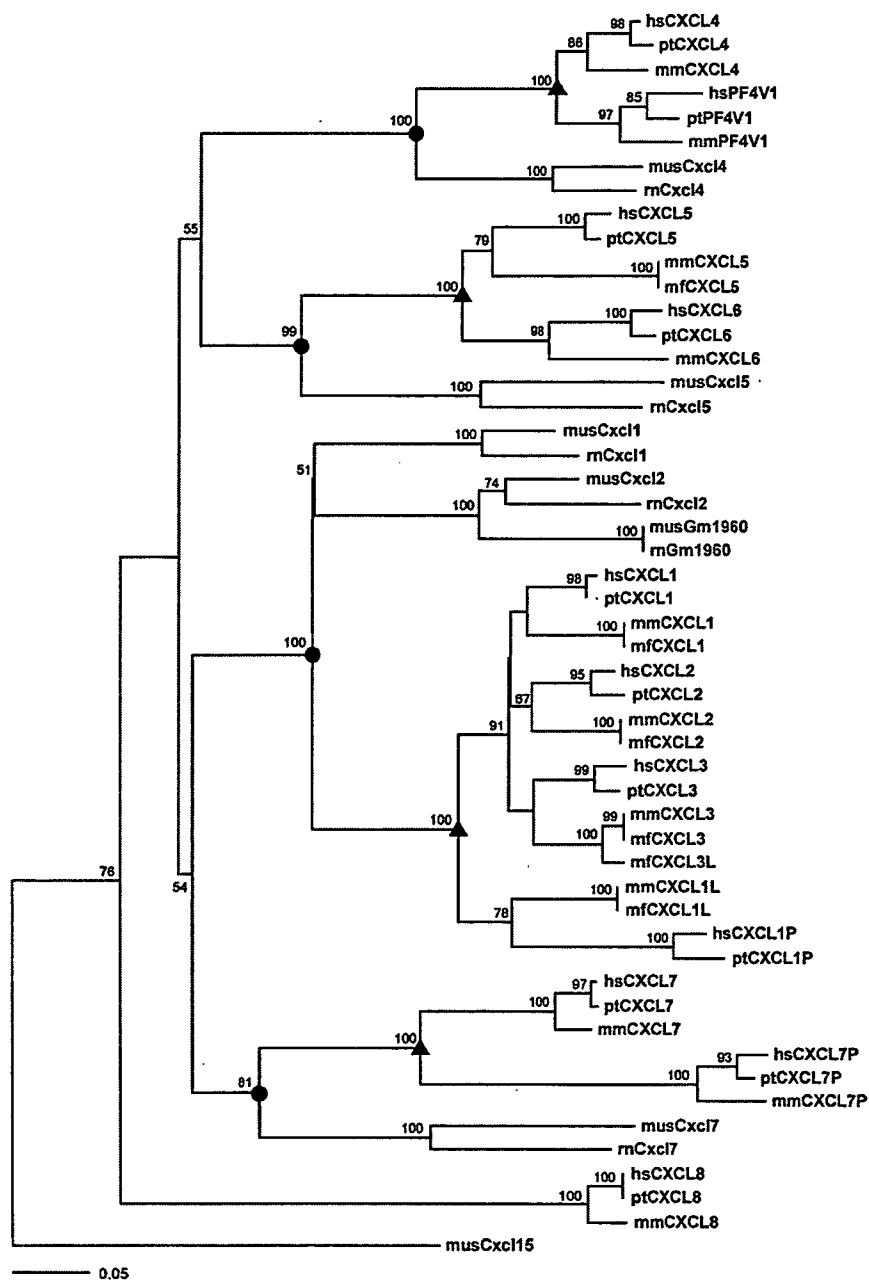 98
hsCXCL4
88
ptCXCL4
mmCXCL4
100
hsPF4V1
85
97
ptPF4V1
mmPF4V1
100
100
musCxcl4
rnCxcl4
55
100
hsCXCL5
79
ptCXCL5
100
mmCXCL5
mfCXCL5
100
100
hsCXCL6
99
98
ptCXCL6
mmCXCL6
100
musCxcl5
rnCxcl5
100
musCxcl1
rnCxcl1
51
74
musCxcl2
100
rnCxcl2
100
musGm1960
rnGm1960
98
hsCXCL1
ptCXCL1
100
mmCXCL1
mfCXCL1
100
95
hsCXCL2
67
ptCXCL2
100
mmCXCL2
mfCXCL2
91
99
hsCXCL3
ptCXCL3
99
mmCXCL3
100
100
mfCXCL3
mfCXCL3L
76
54
100
mmCXCL1L
78
mfCXCL1L
100
hsCXCL1P
ptCXCL1P
97
hsCXCL7
100
ptCXCL7
mmCXCL7
100
93
hsCXCL7P
81
100
ptCXCL7P
mmCXCL7P
100
musCxcl7
rnCxcl7
100
hsCXCL8
100
ptCXCL8
mmCXCL8
musCxcl15
0.05